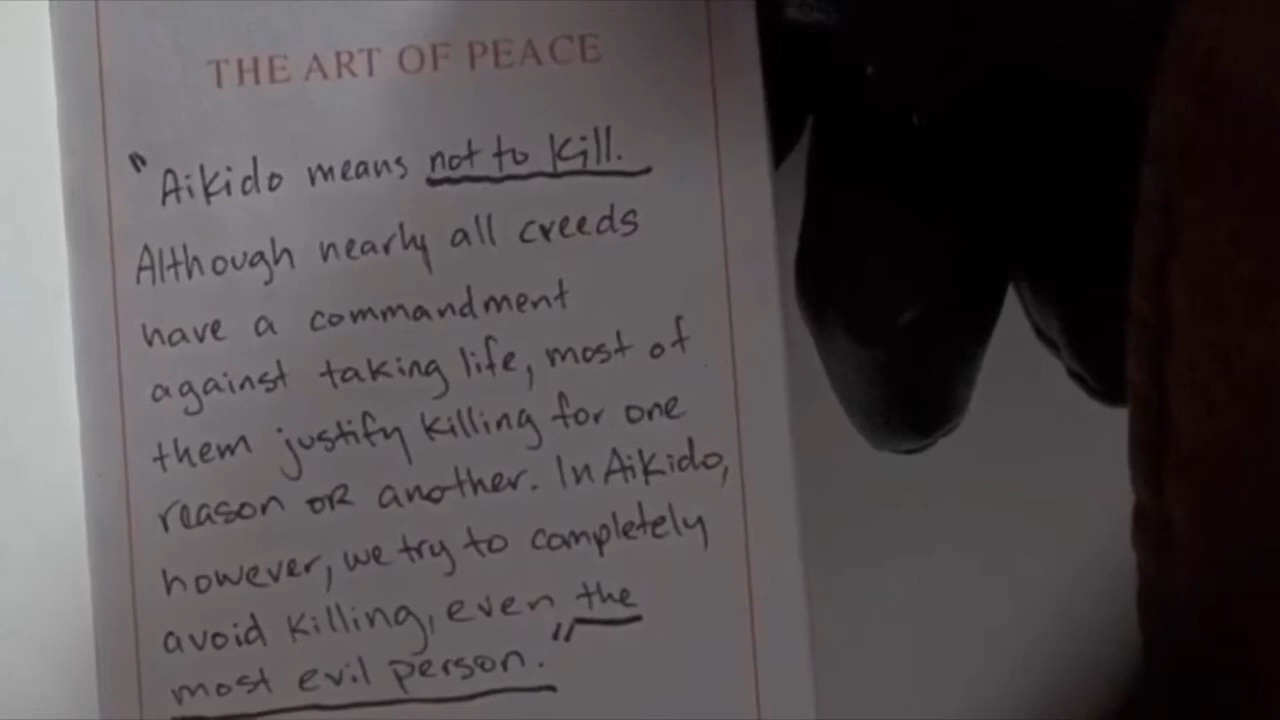 THE ART OF PEACE
"Aikido means not to kill.
Although nearly all creeds
have a commandment
against taking life, most of
them justify killing for one
reason or another. In Aikido,
however, we try to completely
avoid killing, even the
most evil person."